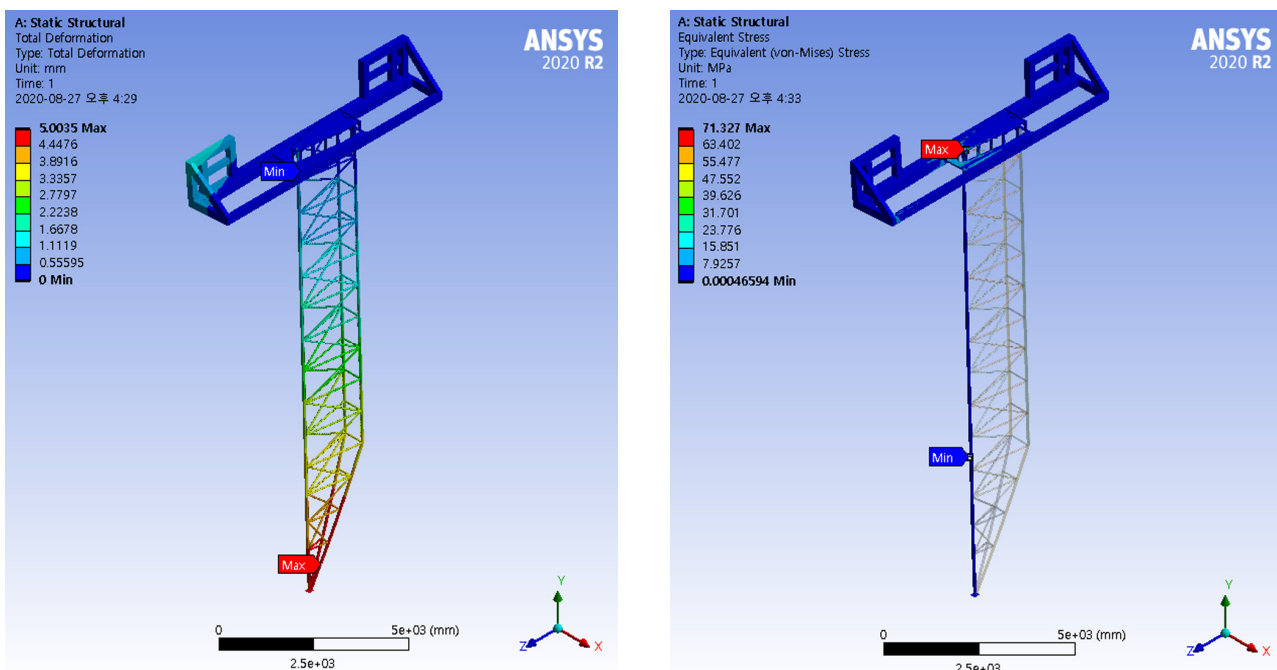 A: Static Structural
Total Deformation
Type: Total Deformation
Unit: mm
Time: 1
2020-08-27 오후 4:29
5.0035 Max
4.4476
3.8916
3.3357
2.7797
2.2238
1.6678
1.1119
0.55595
0 Min
ANSYS
2020 R2
Min
Max
0
5e+03 (mm)
2.5e+03
Y
Z
X
A: Static Structural
Equivalent Stress
Type: Equivalent (von-Mises) Stress
Unit: MPa
Time: 1
2020-08-27 오후 4:33
71.327 Max
63.402
55.477
47.552
39.626
31.701
23.776
15.851
7.9257
0.00046594 Min
ANSYS
2020 R2
Max
Min
0
5e+03 (mm)
2.5e+03
Y
Z
X